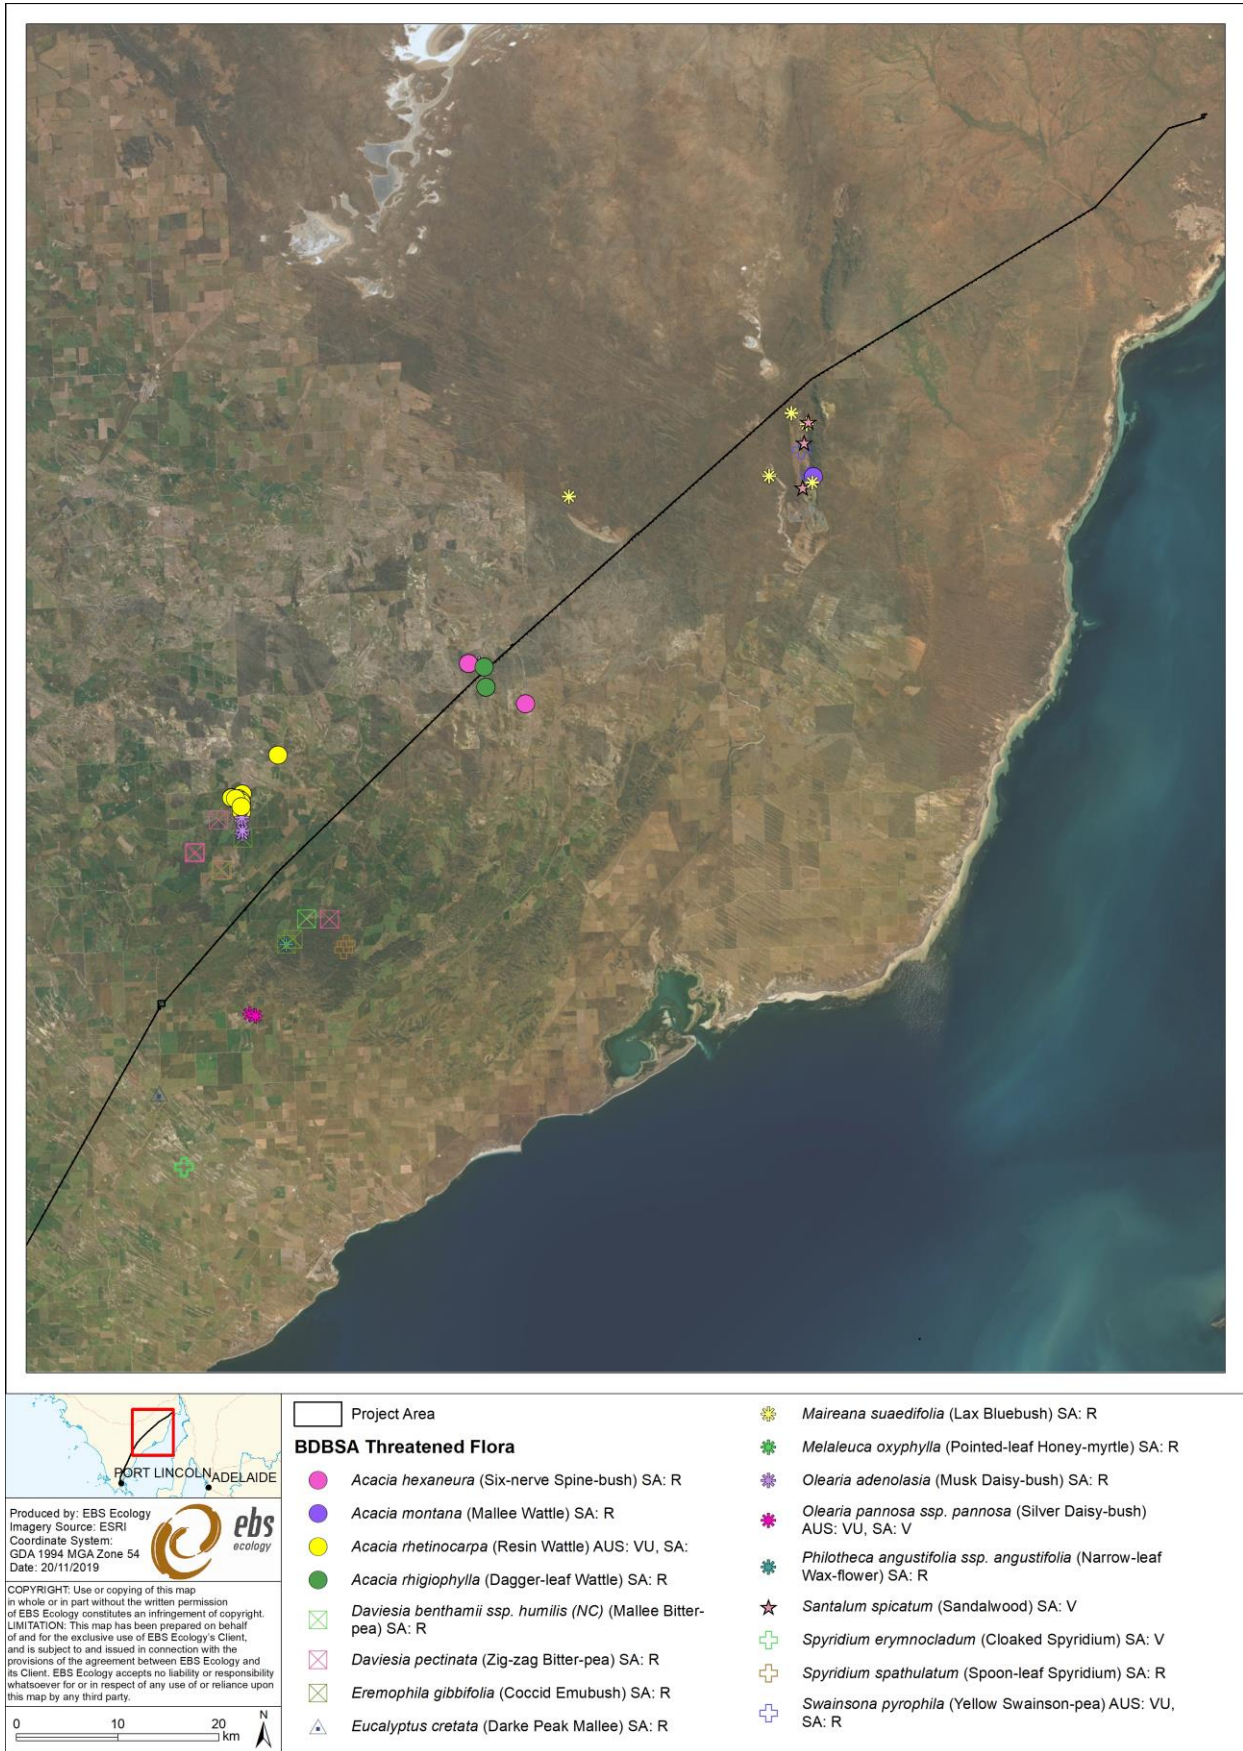 PORT LINCOLN
ADELAIDE
Produced by: EBS Ecology
Imagery Source: ESRI
Coordinate System:
GDA 1994 MGA Zone 54
Date: 20/11/2019
ebs
ecology
COPYRIGHT: Use or copying of this map
in whole or in part without the written permission
of EBS Ecology constitutes an infringement of copyright.
LIMITATION: This map has been prepared on behalf
of and for the exclusive use of EBS Ecology's Client,
and is subject to and issued in connection with the
provisions of the agreement between EBS Ecology and
its Client. EBS Ecology accepts no liability or responsibility
whatsoever for or in respect of any use of or reliance upon
this map by any third party.
0 10 20
km
N
Project Area
BDBSA Threatened Flora
Acacia hexaneura (Six-nerve Spine-bush) SA: R
Acacia montana (Mallee Wattle) SA: R
Acacia rhetinocarpa (Resin Wattle) AUS: VU, SA:
Acacia rhigiophylla (Dagger-leaf Wattle) SA: R
Daviesia benthamii ssp. humilis (NC) (Mallee Bitter-
pea) SA: R
Daviesia pectinata (Zig-zag Bitter-pea) SA: R
Eremophila gibbifolia (Coccid Emubush) SA: R
Eucalyptus cretata (Darke Peak Mallee) SA: R
Maireana suaedifolia (Lax Bluebush) SA: R
Melaleuca oxyphylla (Pointed-leaf Honey-myrtle) SA: R
Olearia adenolasia (Musk Daisy-bush) SA: R
Olearia pannosa ssp. pannosa (Silver Daisy-bush)
AUS: VU, SA: V
Philotheca angustifolia ssp. angustifolia (Narrow-leaf
Wax-flower) SA: R
Santalum spicatum (Sandalwood) SA: V
Spyridium erymnocladum (Cloaked Spyridium) SA: V
Spyridium spathulatum (Spoon-leaf Spyridium) SA: R
Swainsona pyrophila (Yellow Swainson-pea) AUS: VU,
SA: R